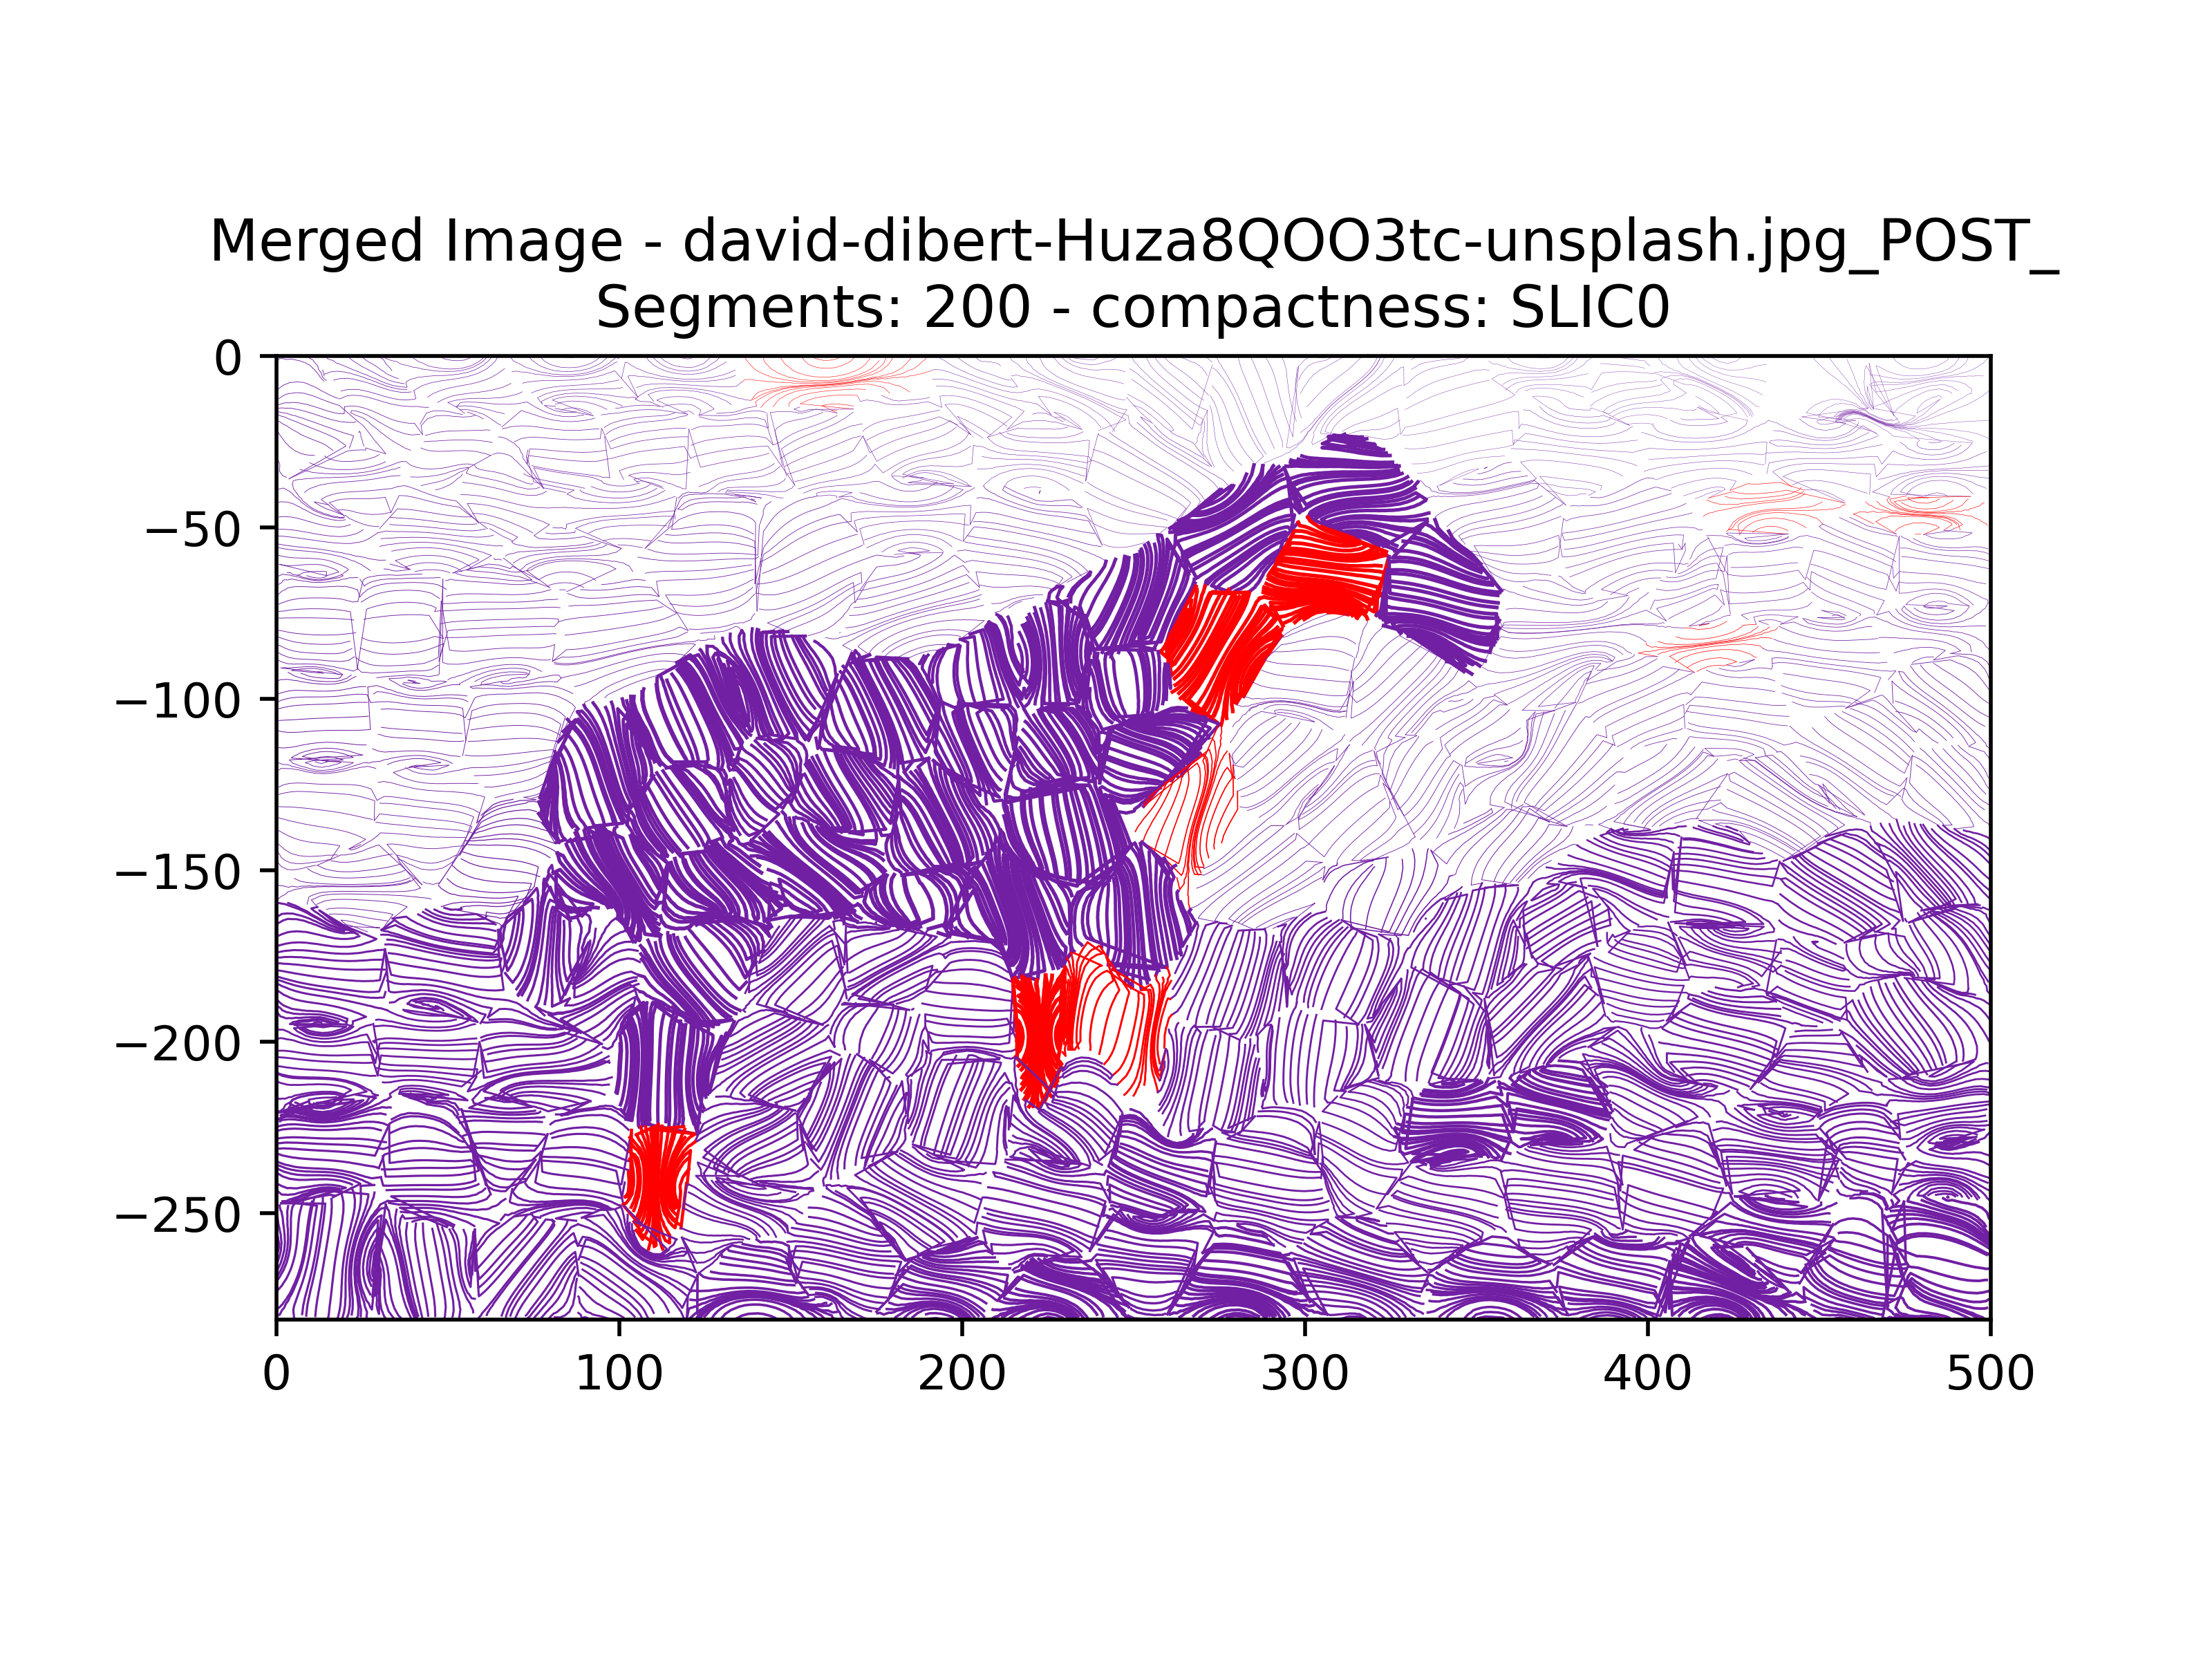 Merged Image - david-dibert-Huza8QOO3tc-unsplash.jpg_POST_
Segments: 200 - compactness: SLIC0
0
−50
−100
−150
−200
−250
0 100 200 300 400 500